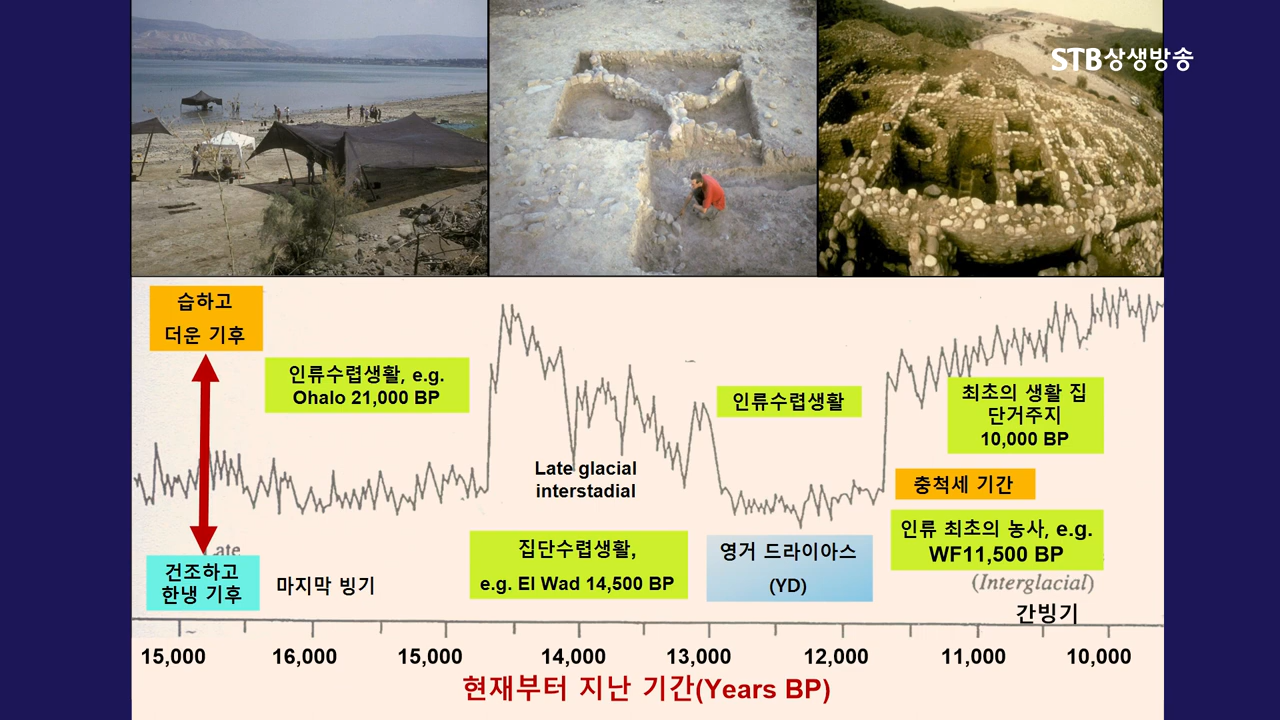 STB상생방송
습하고
더운 기후
인류수렵생활, e.g.
Ohalo 21,000 BP
인류수렵생활
최초의 생활 집
단거주지
10,000 BP
Late glacial
interstadial
충척세 기간
집단수렵생활,
e.g. El Wad 14,500 BP
영거 드라이아스
(YD)
인류 최초의 농사, e.g.
WF11,500 BP
Late
건조하고
한냉 기후
마지막 빙기
(Interglacial)
간빙기
15,000 16,000 15,000 14,000 13,000 12,000 11,000 10,000
현재부터 지난 기간(Years BP)